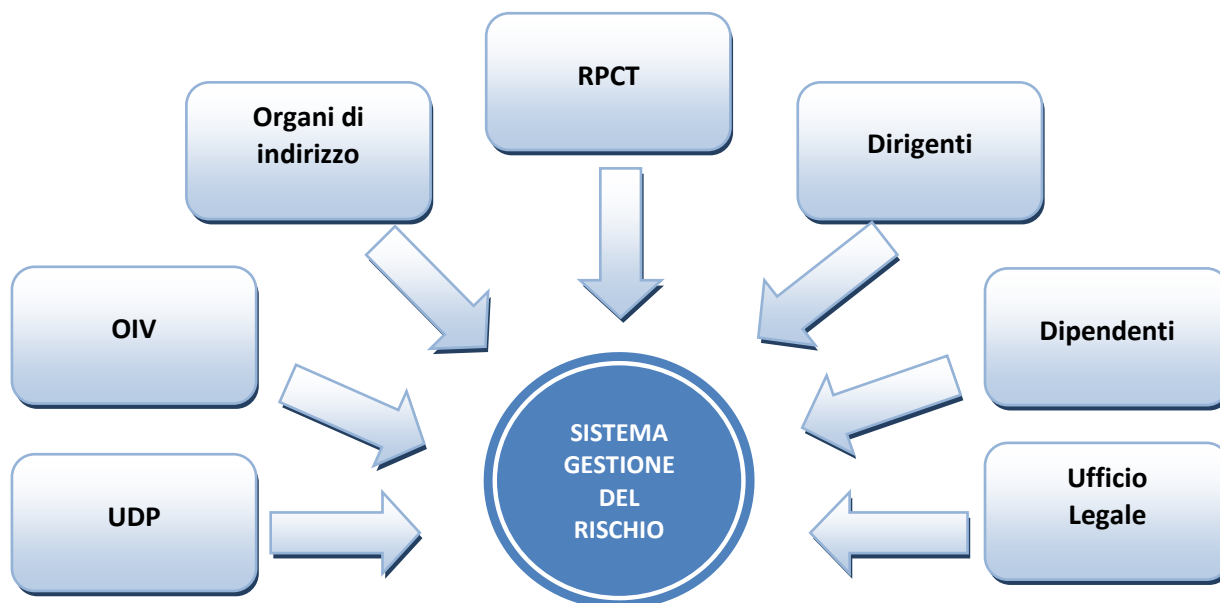 RPCT
Organi di
indirizzo
Dirigenti
OIV
Dipendenti
SISTEMA
GESTIONE
DEL
RISCHIO
UDP
Ufficio
Legale